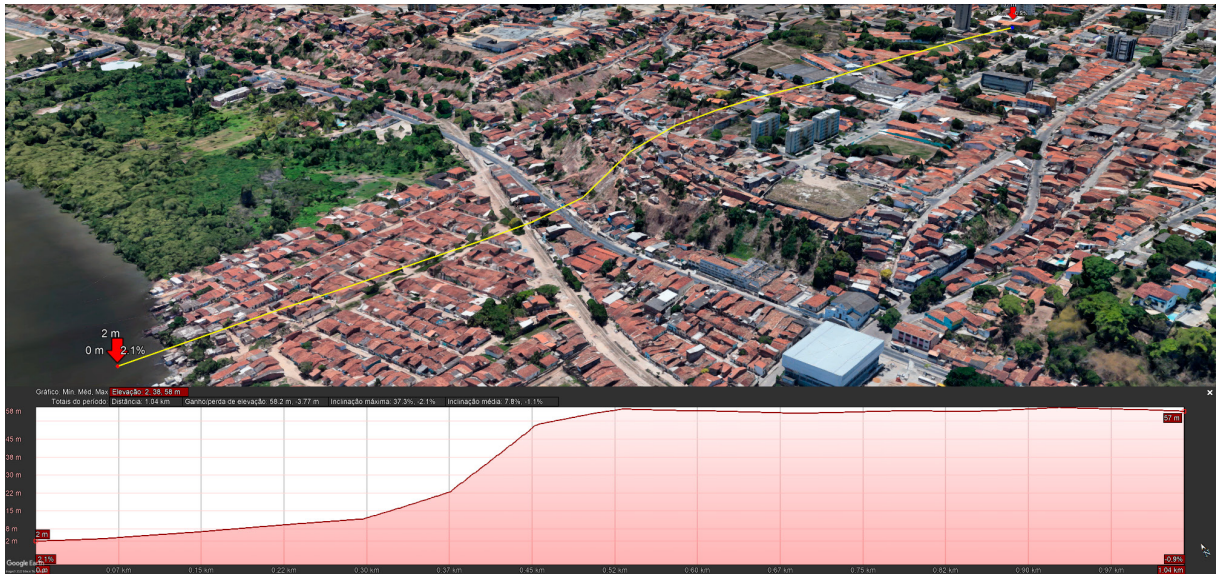 2 m
0 m
2.1%
Gráfico: Mín. Méd. Max Elevação: 2, 38, 58 m
Totais do período: Distância: 1.04 km Ganho/perda de elevação: 58.2 m, -3.77 m Inclinação máxima: 37.3%, -2.1% Inclinação média: 7.8%, -1.1%
58 m
57 m
45 m
38 m
30 m
22 m
15 m
8 m
2 m
2 m
2.1%
-0.9%
Google Earth
0 m 0.07 km 0.15 km 0.22 km 0.30 km 0.37 km 0.45 km 0.52 km 0.60 km 0.67 km 0.75 km 0.82 km 0.90 km 0.97 km 1.04 km